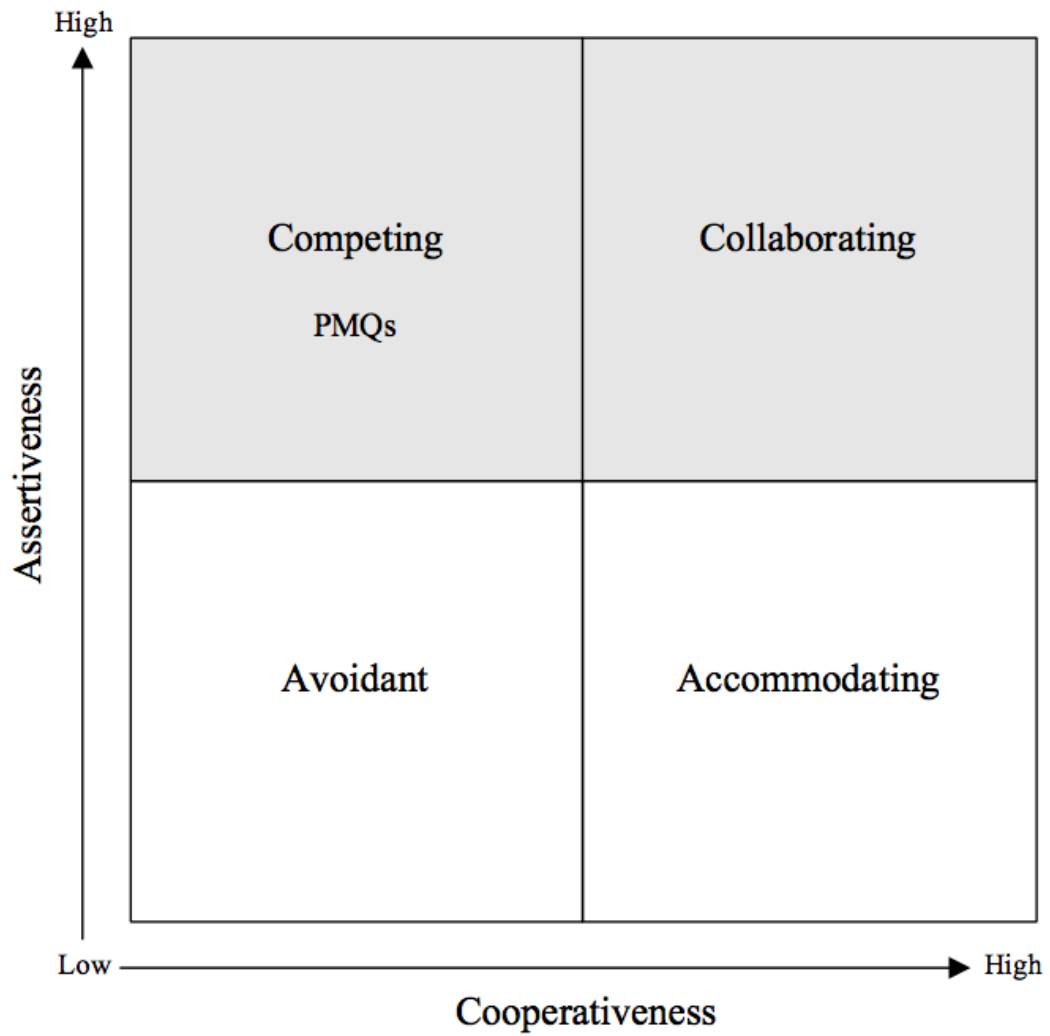 High
Competing
Collaborating
PMQs
Assertiveness
Avoidant
Accommodating
Low
High
Cooperativeness